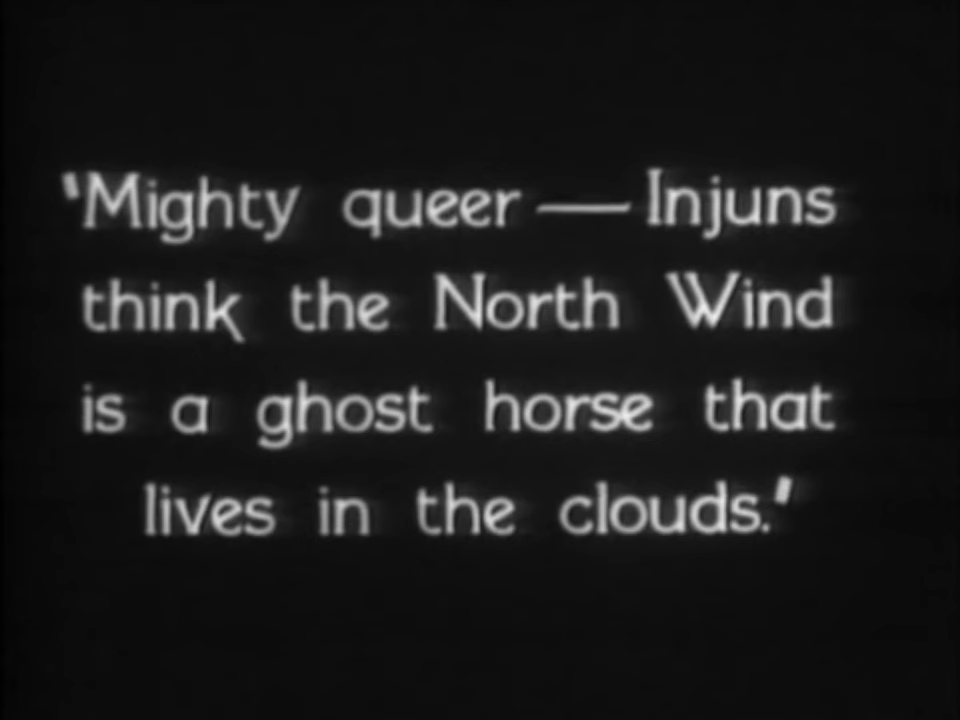 'Mighty queer — Injuns
think the North Wind
is a ghost horse that
lives in the clouds.'